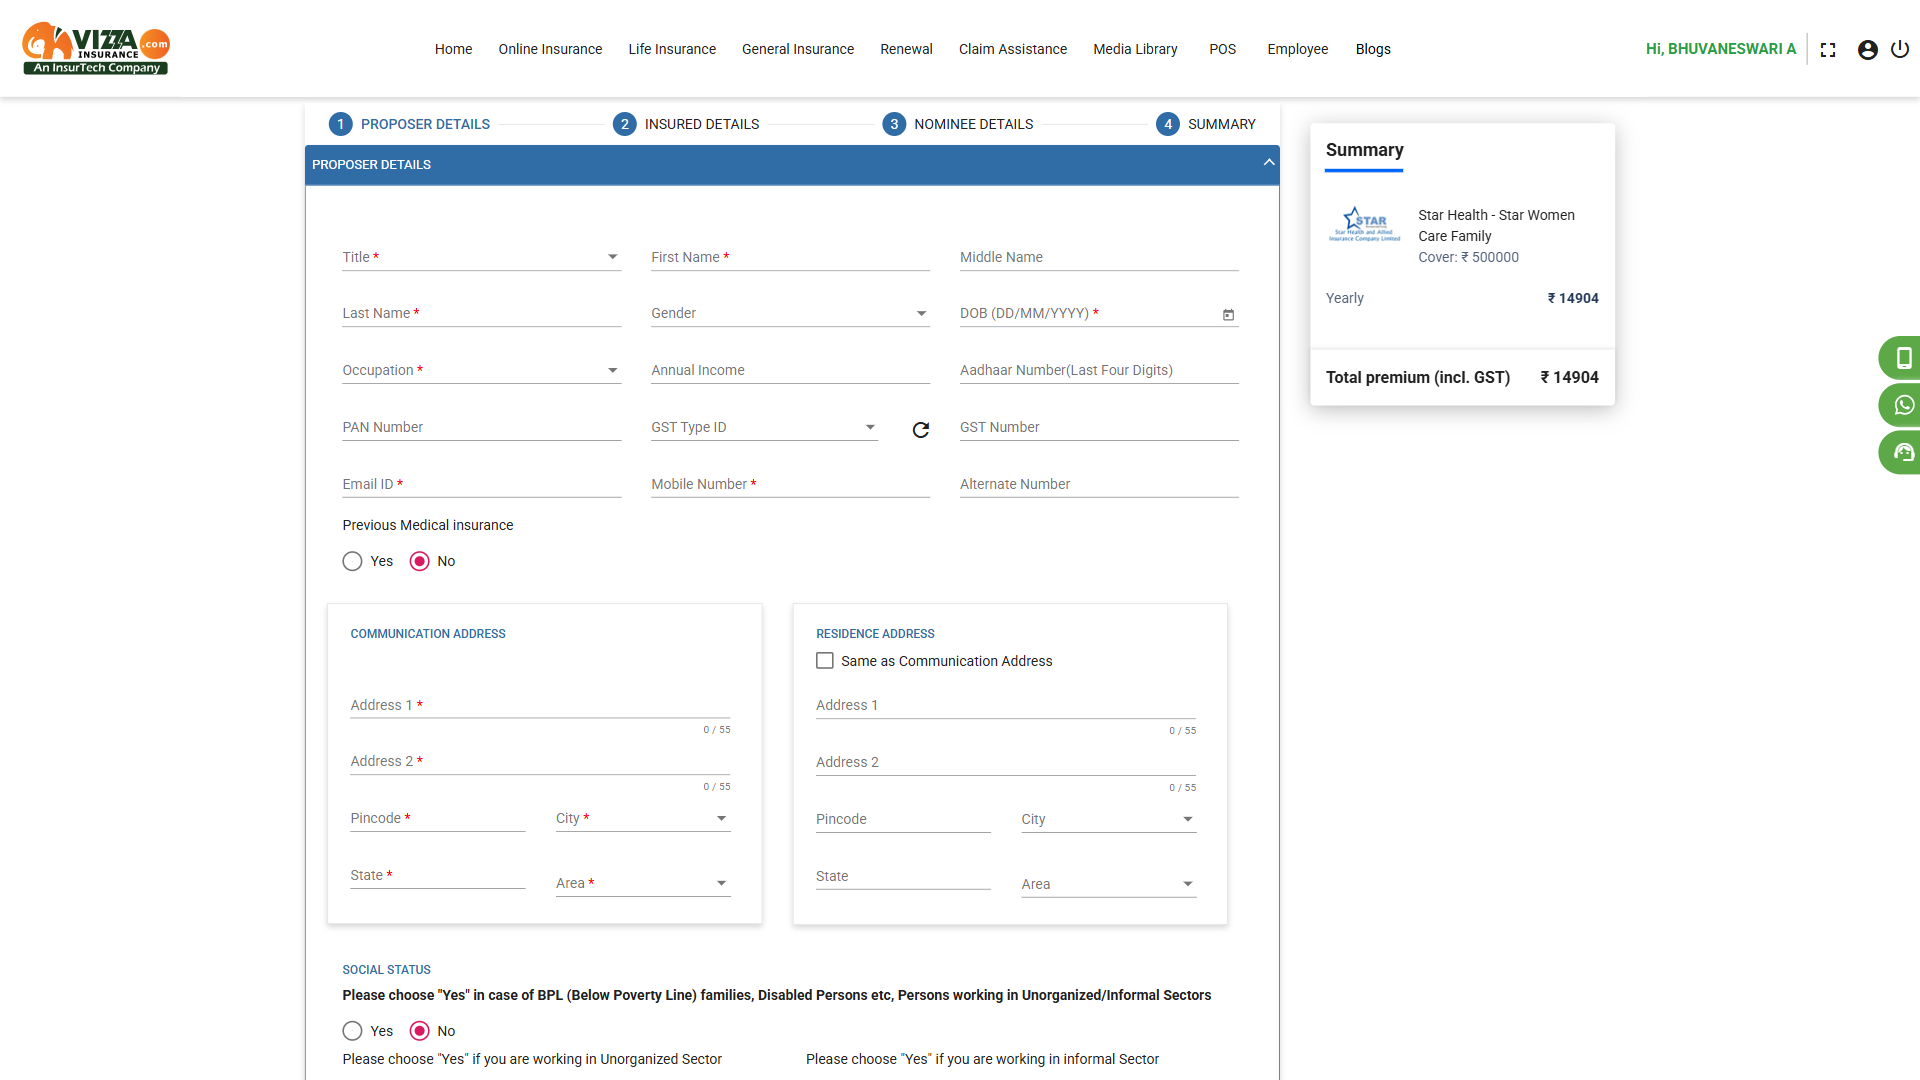 VIZZA
.com
INSURANCE
An InsurTech Company
Home
Online Insurance
Life Insurance
General Insurance
Renewal
Claim Assistance
Media Library
POS
Employee
Blogs
Hi, BHUVANESWARI A
1 PROPOSER DETAILS
2 INSURED DETAILS
3 NOMINEE DETAILS
4 SUMMARY
PROPOSER DETAILS
Title *
First Name *
Middle Name
Last Name *
Gender
DOB (DD/MM/YYYY) *
Occupation *
Annual Income
Aadhaar Number(Last Four Digits)
PAN Number
GST Type ID
GST Number
Email ID *
Mobile Number *
Alternate Number
Previous Medical insurance
Yes
No
COMMUNICATION ADDRESS
Address 1 *
0 / 55
Address 2 *
0 / 55
Pincode *
City *
State *
Area *
RESIDENCE ADDRESS
Same as Communication Address
Address 1
0 / 55
Address 2
0 / 55
Pincode
City
State
Area
SOCIAL STATUS
Please choose "Yes" in case of BPL (Below Poverty Line) families, Disabled Persons etc, Persons working in Unorganized/Informal Sectors
Yes
No
Please choose "Yes" if you are working in Unorganized Sector
Please choose "Yes" if you are working in informal Sector
Summary
STAR
Star Health and Allied
Insurance Company Limited
Star Health - Star Women
Care Family
Cover: ₹ 500000
Yearly
₹ 14904
Total premium (incl. GST)
₹ 14904